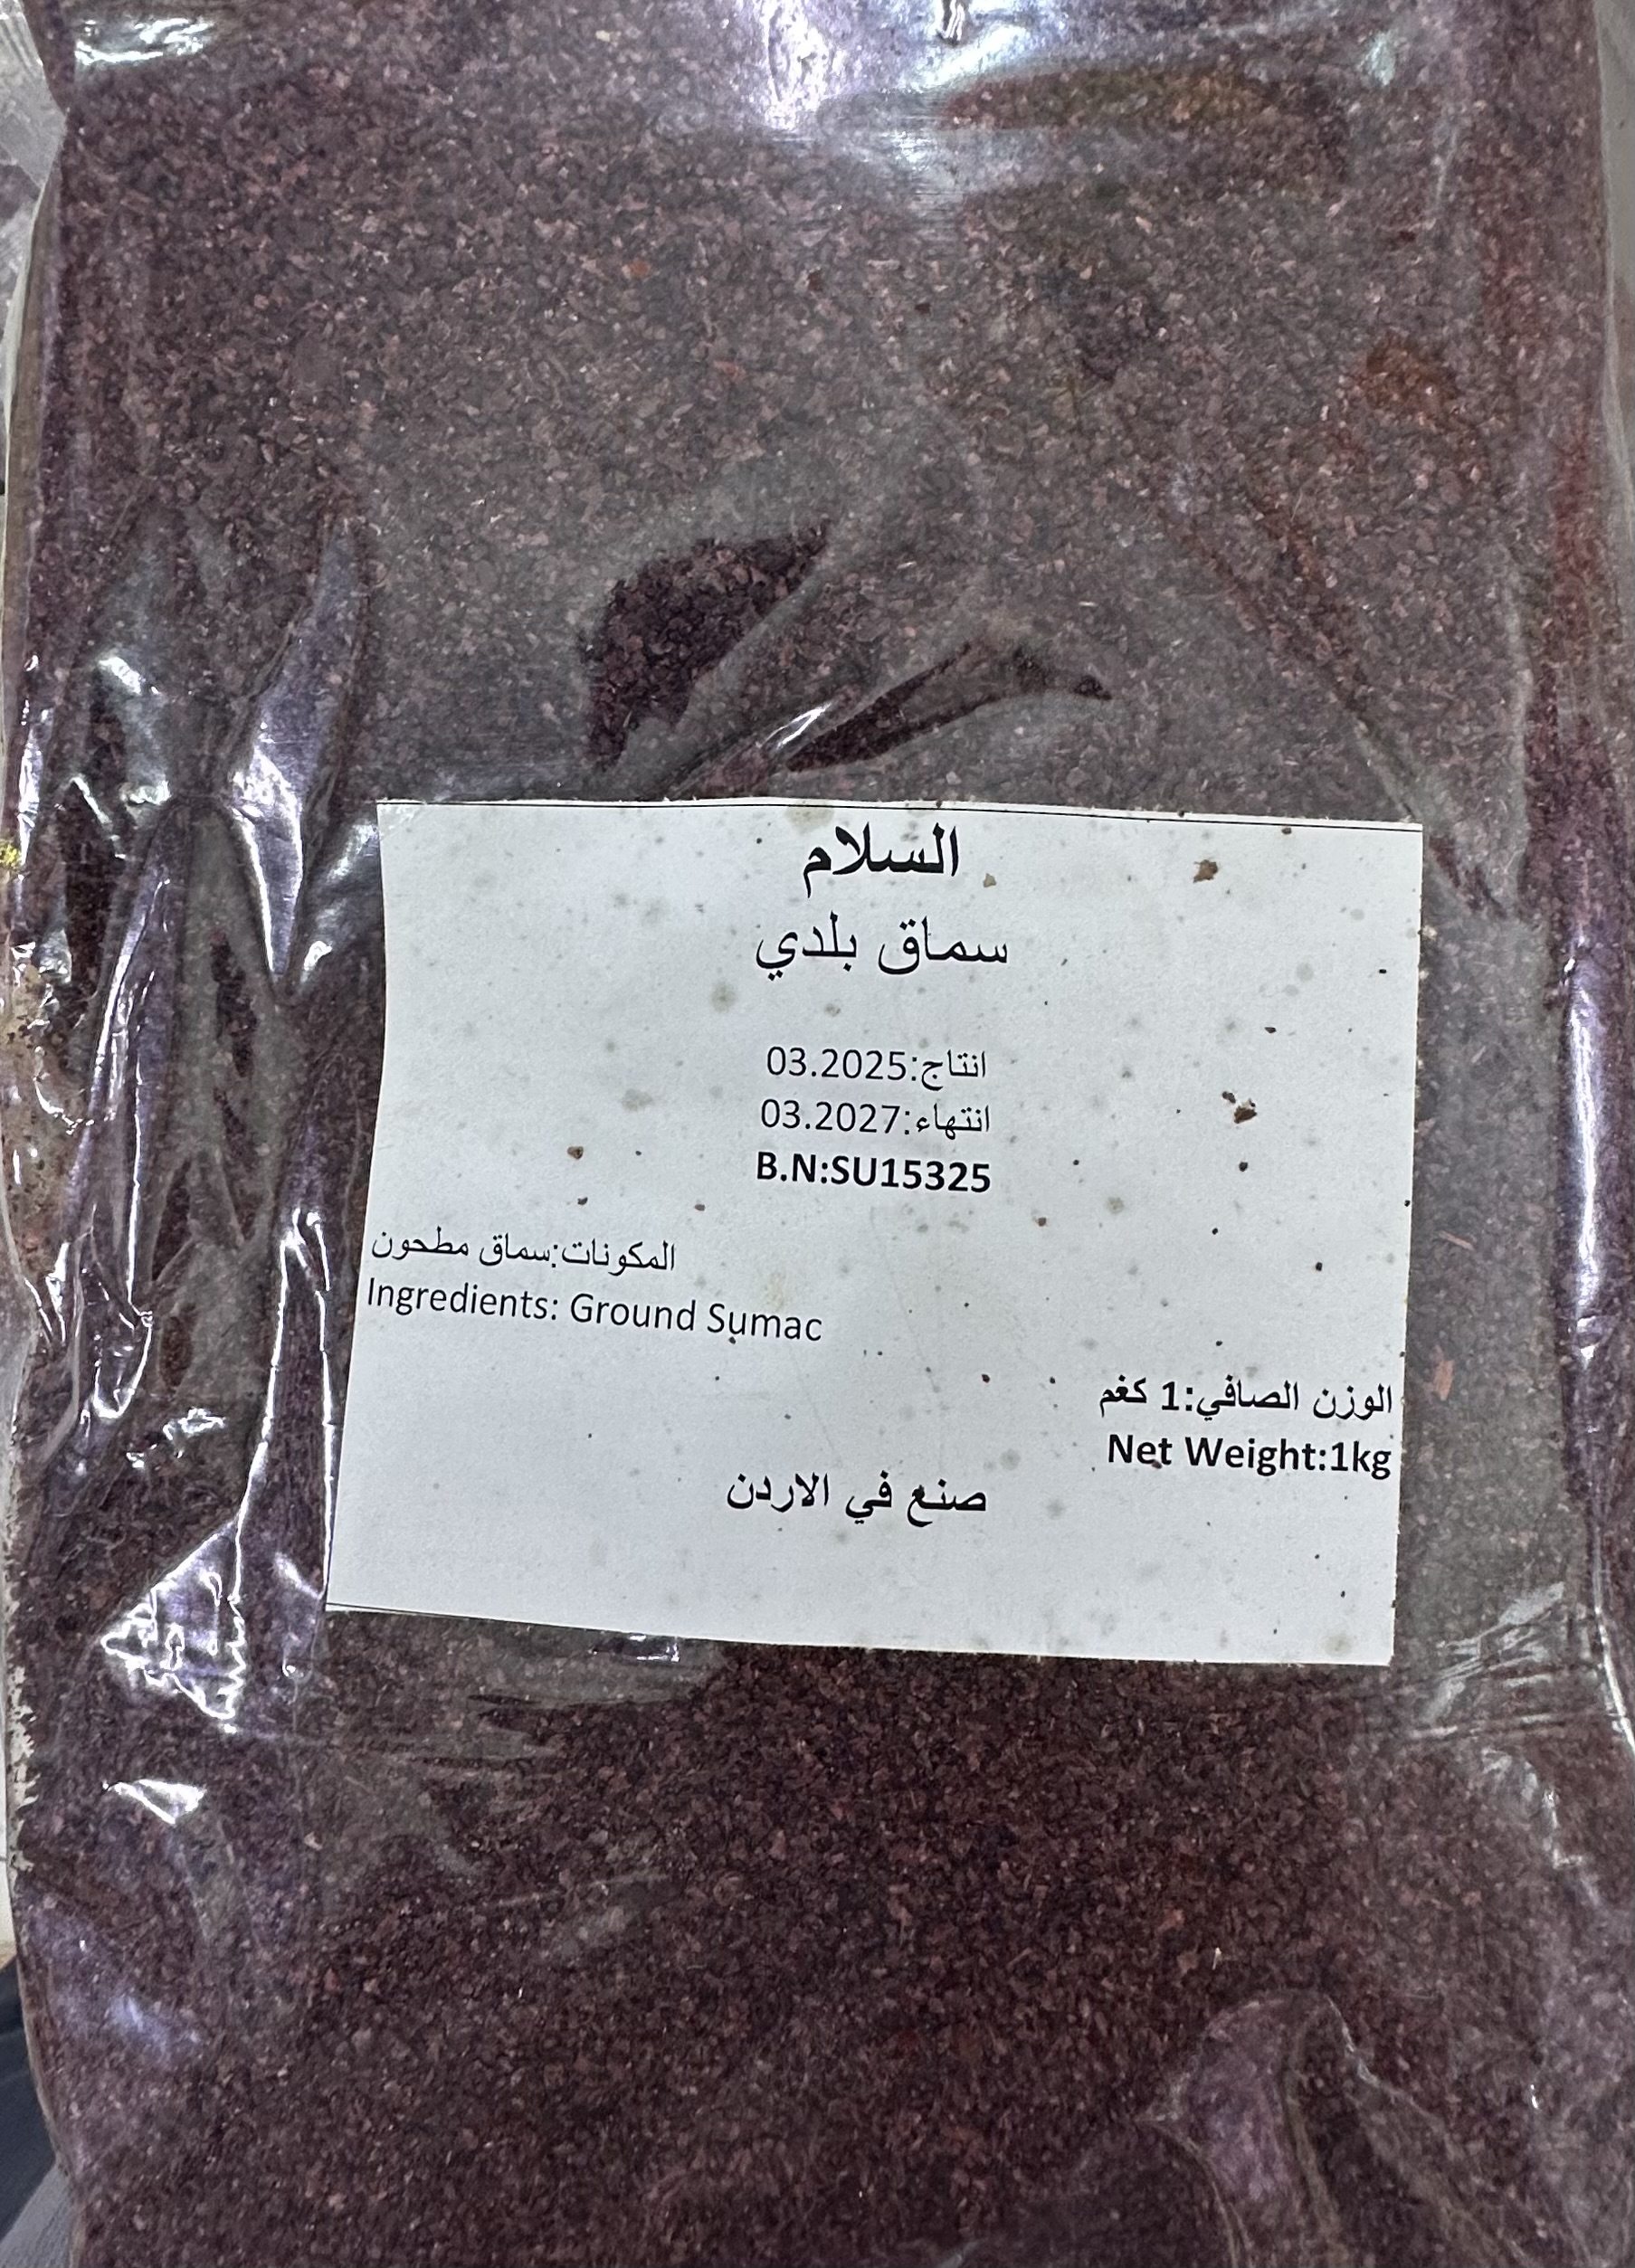 السلام
سماق بلدي
انتاج:03.2025
انتهاء:03.2027
B.N:SU15325
المكونات:سماق مطحون
Ingredients: Ground Sumac
الوزن الصافي:1 كغم
Net Weight:1kg
صنع في الاردن